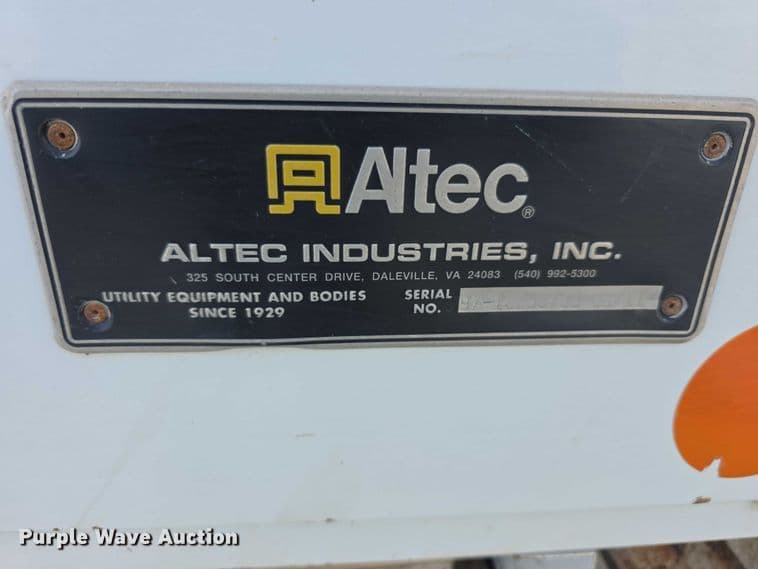 Altec®
ALTEC INDUSTRIES, INC.
325 SOUTH CENTER DRIVE, DALEVILLE, VA 24083 (540) 992-5300
UTILITY EQUIPMENT AND BODIES
SINCE 1929
SERIAL
NO.
Purple Wave Auction